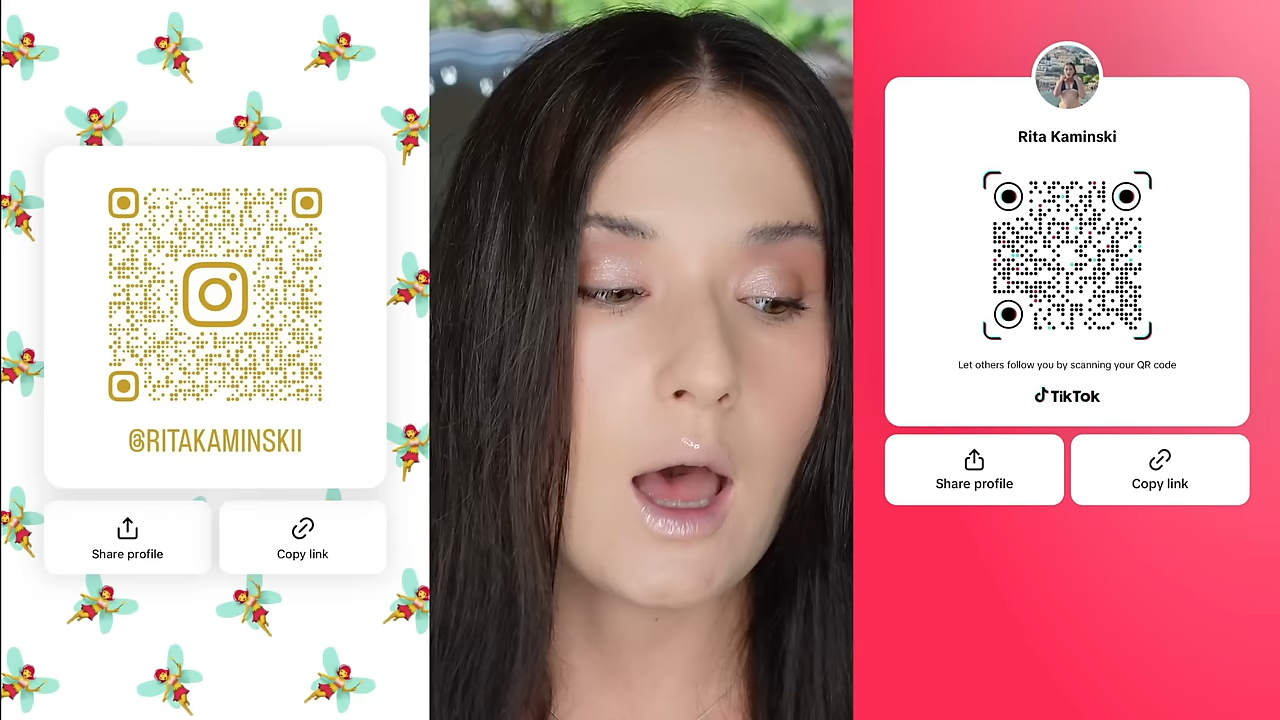 @RITAKAMINSKII
Share profile
Copy link
Rita Kaminski
Let others follow you by scanning your QR code
TikTok
Share profile
Copy link